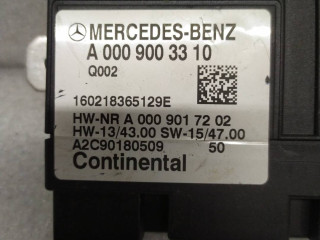 MERCEDES-BENZ
A 000 900 33 10
Q002
160218365129E
HW-NR A 000 901 72 02
HW-13/43.00 SW-15/47.00
A2C90180509 50
Continental